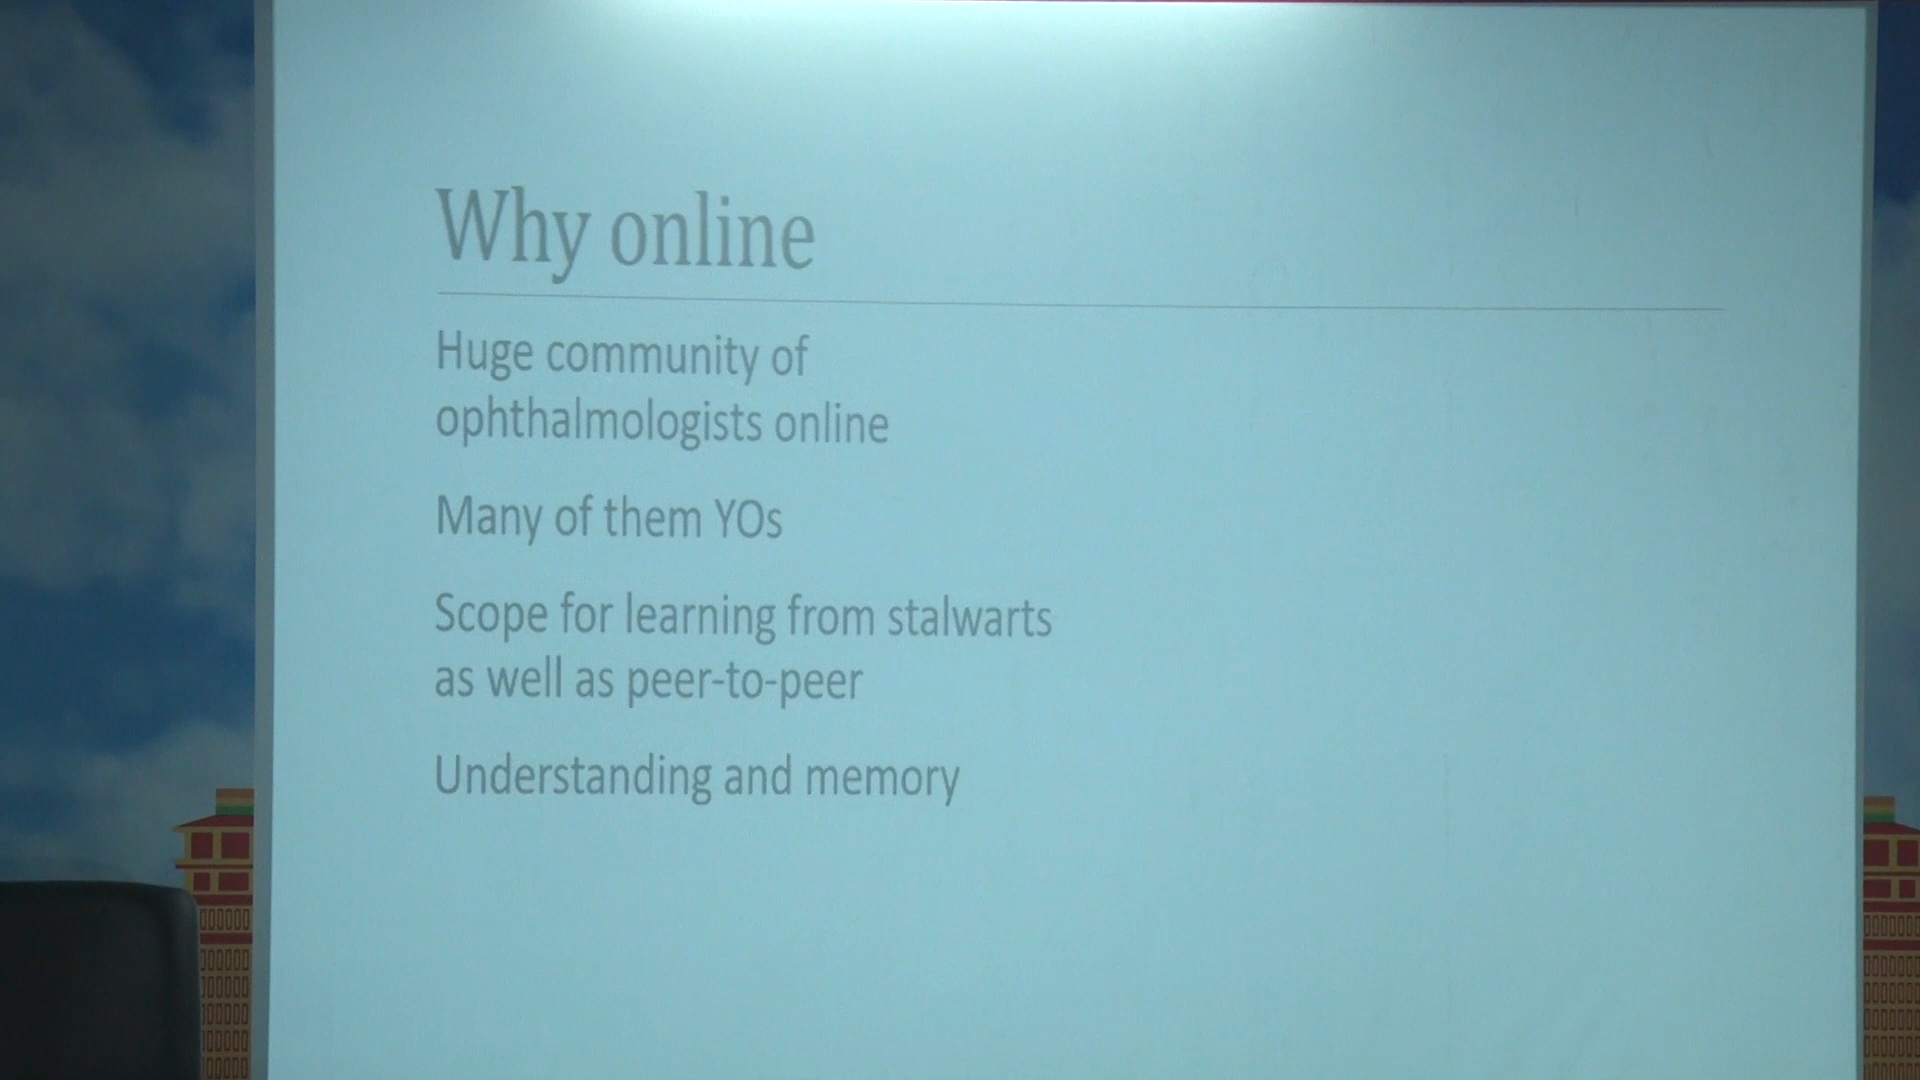 Why online
Huge community of
ophthalmologists online
Many of them YOs
Scope for learning from stalwarts
as well as peer-to-peer
Understanding and memory